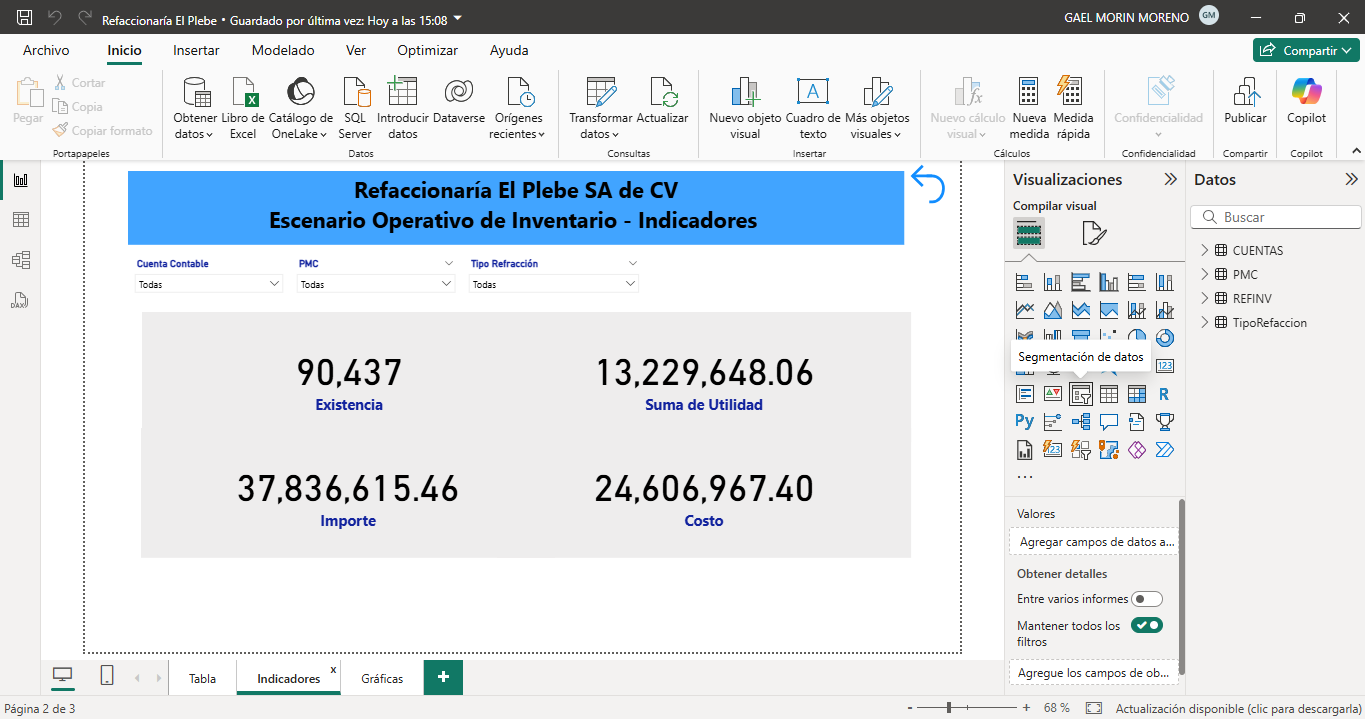 Refaccionaría El Plebe • Guardado por última vez: Hoy a las 15:08
GAEL MORIN MORENO GM
Archivo Inicio Insertar Modelado Ver Optimizar Ayuda Compartir
Pegar
Cortar
Copia
Copiar formato
Portapapeles
Obtener datos
Libro de Excel
Catálogo de OneLake
SQL Server
Introducir datos
Dataverse
Orígenes recientes
Datos
Transformar datos
Actualizar
Consultas
Nuevo objeto visual
Cuadro de texto
Más objetos visuales
Insertar
Nuevo cálculo visual
Nueva medida
Medida rápida
Cálculos
Confidencialidad
Confidencialidad
Publicar
Compartir
Copilot
Copilot
Refaccionaría El Plebe SA de CV
Escenario Operativo de Inventario - Indicadores
Cuenta Contable PMC Tipo Refracción
Todas Todas Todas
90,437 13,229,648.06
Existencia Suma de Utilidad
37,836,615.46 24,606,967.40
Importe Costo
Visualizaciones
Compilar visual
Segmentación de datos
123
R
Py
123
...
Valores
Agregar campos de datos a...
Obtener detalles
Entre varios informes
Mantener todos los
filtros
Agregue los campos de ob...
Datos
Buscar
CUENTAS
PMC
REFINV
TipoRefaccion
DAX
Tabla Indicadores x Gráficas +
Página 2 de 3
- + 68 %
Actualización disponible (clic para descargarla)